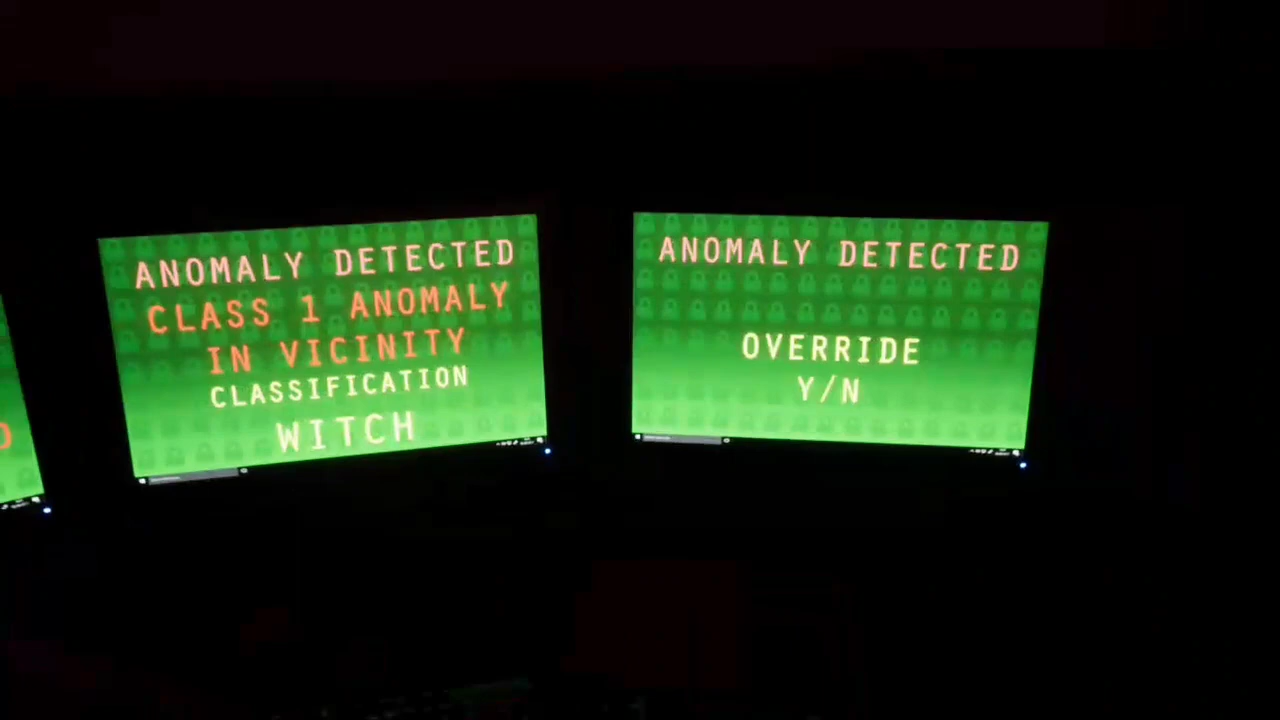 ANOMALY DETECTED
CLASS 1 ANOMALY
IN VICINITY
CLASSIFICATION
WITCH
ANOMALY DETECTED
OVERRIDE
Y/N